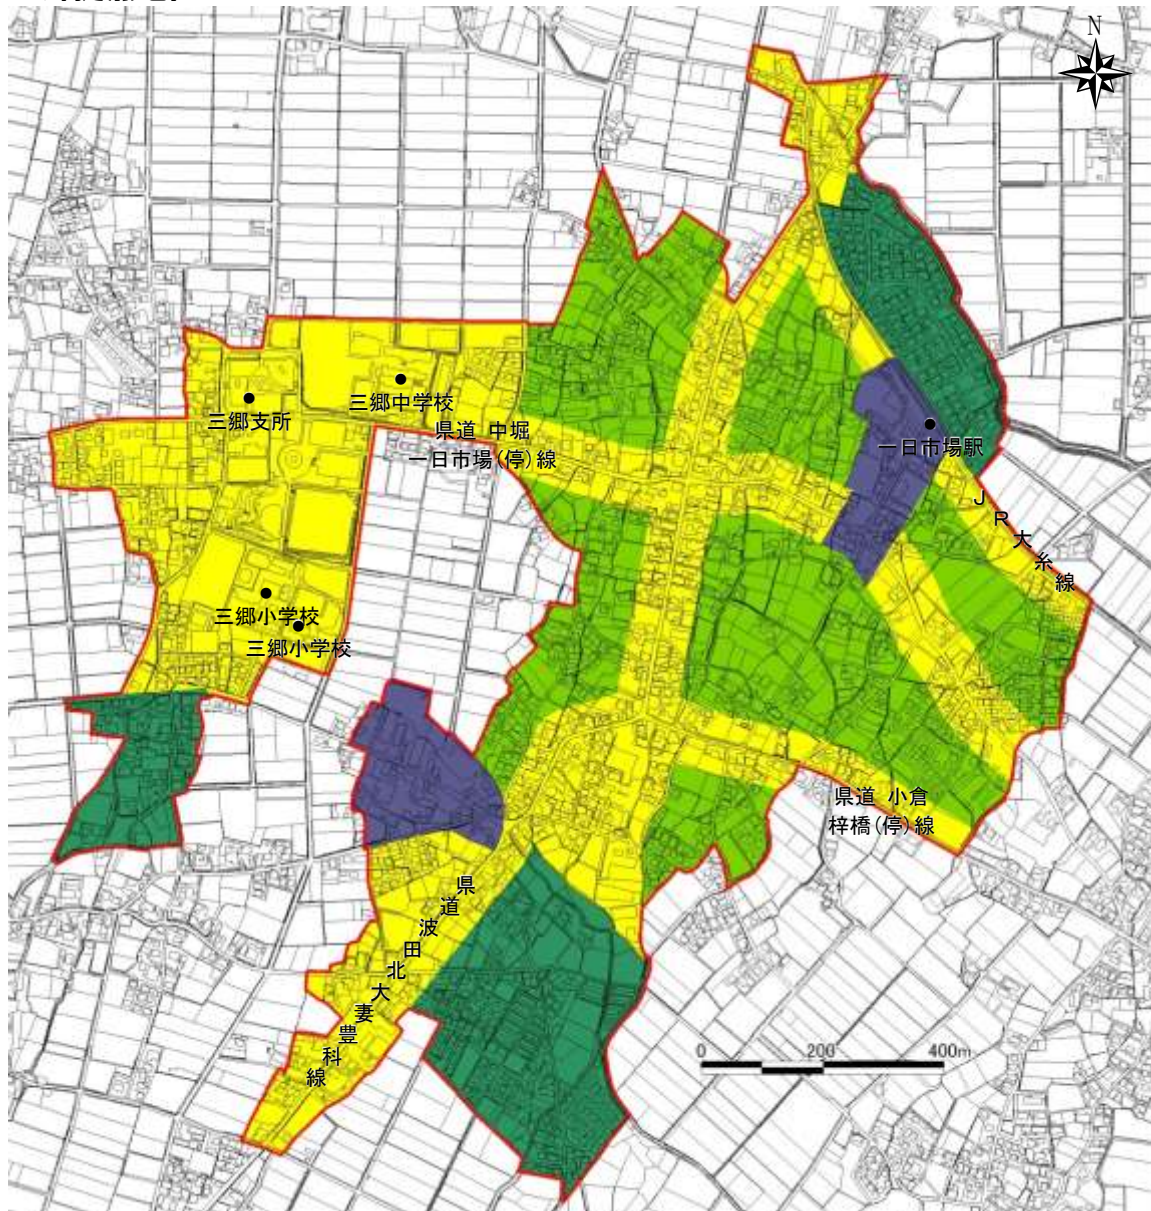 N
三郷支所
三郷中学校
県道 中堀
一日市場(停)線
一日市場駅
JR大糸線
三郷小学校
三郷小学校
県道 小倉
梓橋(停)線
県道波田北大妻豊科線
0 200 400m